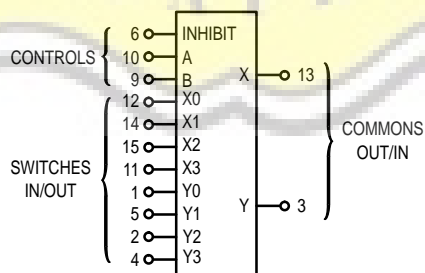 6 INHIBIT
CONTROLS 10 A
9 B X 13
12 X0
14 X1 COMMONS
15 X2 OUT/IN
SWITCHES 11 X3
IN/OUT 1 Y0
5 Y1 Y 3
2 Y2
4 Y3